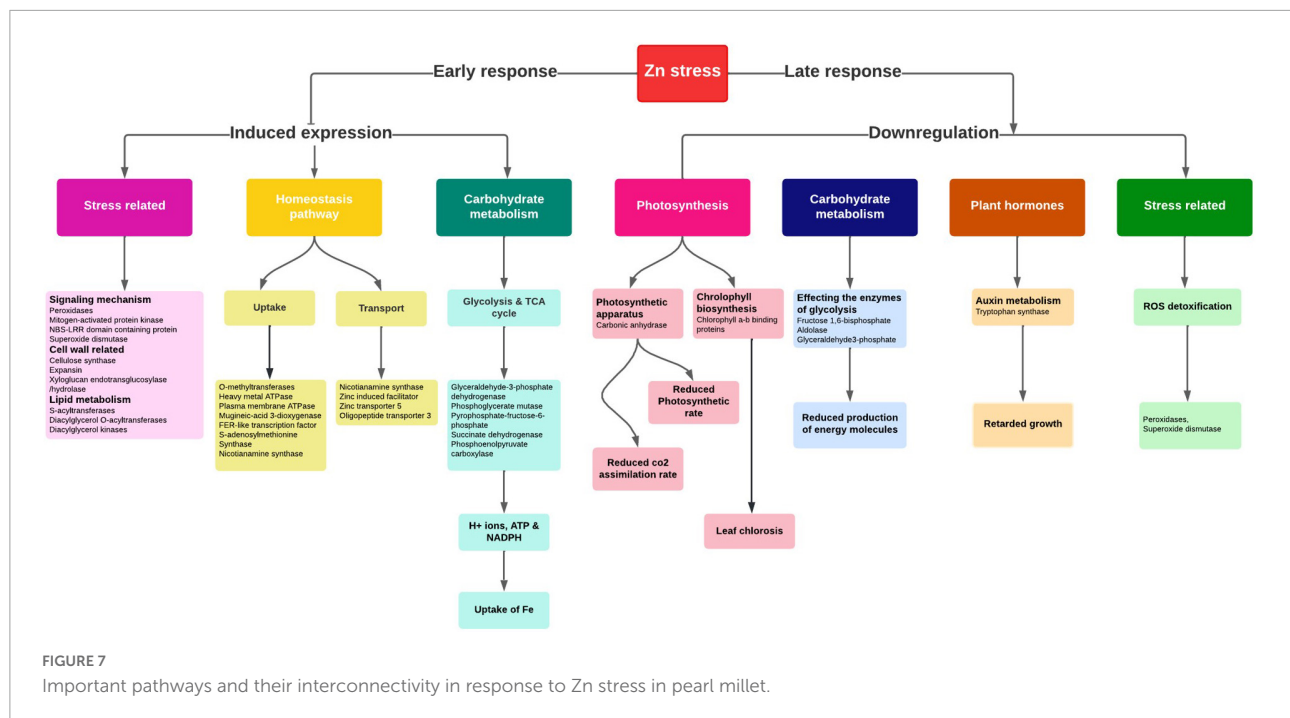 Early response
Zn stress
Late response
Induced expression
Downregulation
Stress related
Homeostasis
pathway
Carbohydrate
metabolism
Photosynthesis
Carbohydrate
metabolism
Plant hormones
Stress related
Signaling mechanism
Peroxidases
Mitogen-activated protein kinase
NBS-LRR domain containing protein
Superoxide dismutase
Cell wall related
Cellulose synthase
Expansin
Xyloglucan endotransglucosylase
/hydrolase
Lipid metabolism
S-acyltransferases
Diacylglycerol O-acyltransferases
Diacylglycerol kinases
Uptake
Transport
O-methyltransferases
Heavy metal ATPase
Plasma membrane ATPase
Mugineic-acid 3-dioxygenase
FER-like transcription factor
S-adenosylmethionine
Synthase
Nicotianamine synthase
Nicotianamine synthase
Zinc induced facilitator
Zinc transporter 5
Oligopeptide transporter 3
Glycolysis & TCA
cycle
Glyceraldehyde-3-phosphate
dehydrogenase
Phosphoglycerate mutase
Pyrophosphate-fructose-6-
phosphate
Succinate dehydrogenase
Phosphoenolpyruvate
carboxylase
H+ ions, ATP &
NADPH
Uptake of Fe
Photosynthetic
apparatus
Carbonic anhydrase
Chrolophyll
biosynthesis
Chlorophyll a-b binding
proteins
Reduced
Photosynthetic
rate
Reduced co2
assimilation rate
Leaf chlorosis
Effecting the enzymes
of glycolysis
Fructose 1,6-bisphosphate
Aldolase
Glyceraldehyde3-phosphate
Reduced production
of energy molecules
Auxin metabolism
Tryptophan synthase
Retarded growth
ROS detoxification
Peroxidases,
Superoxide dismutase
FIGURE 7
Important pathways and their interconnectivity in response to Zn stress in pearl millet.